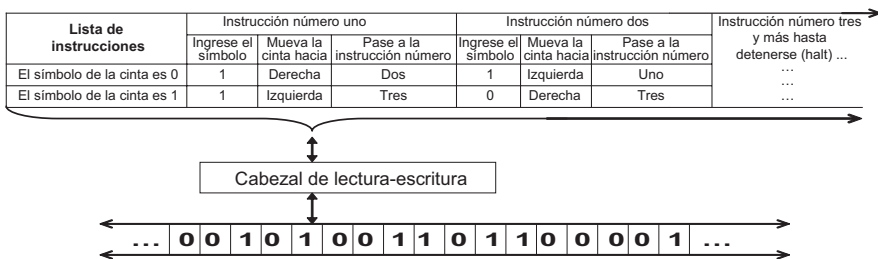 Lista de instrucciones
Instrucción número uno
Instrucción número dos
Instrucción número tres y más hasta detenerse (halt) ...
Ingrese el símbolo
Mueva la cinta hacia
Pase a la instrucción número
Ingrese el símbolo
Mueva la cinta hacia
Pase a la instrucción número
El símbolo de la cinta es 0
1
Derecha
Dos
1
Izquierda
Uno
...
El símbolo de la cinta es 1
1
Izquierda
Tres
0
Derecha
Tres
...
...
Cabezal de lectura-escritura
... 0 0 1 0 1 0 0 1 1 0 1 1 0 0 0 0 1 ...